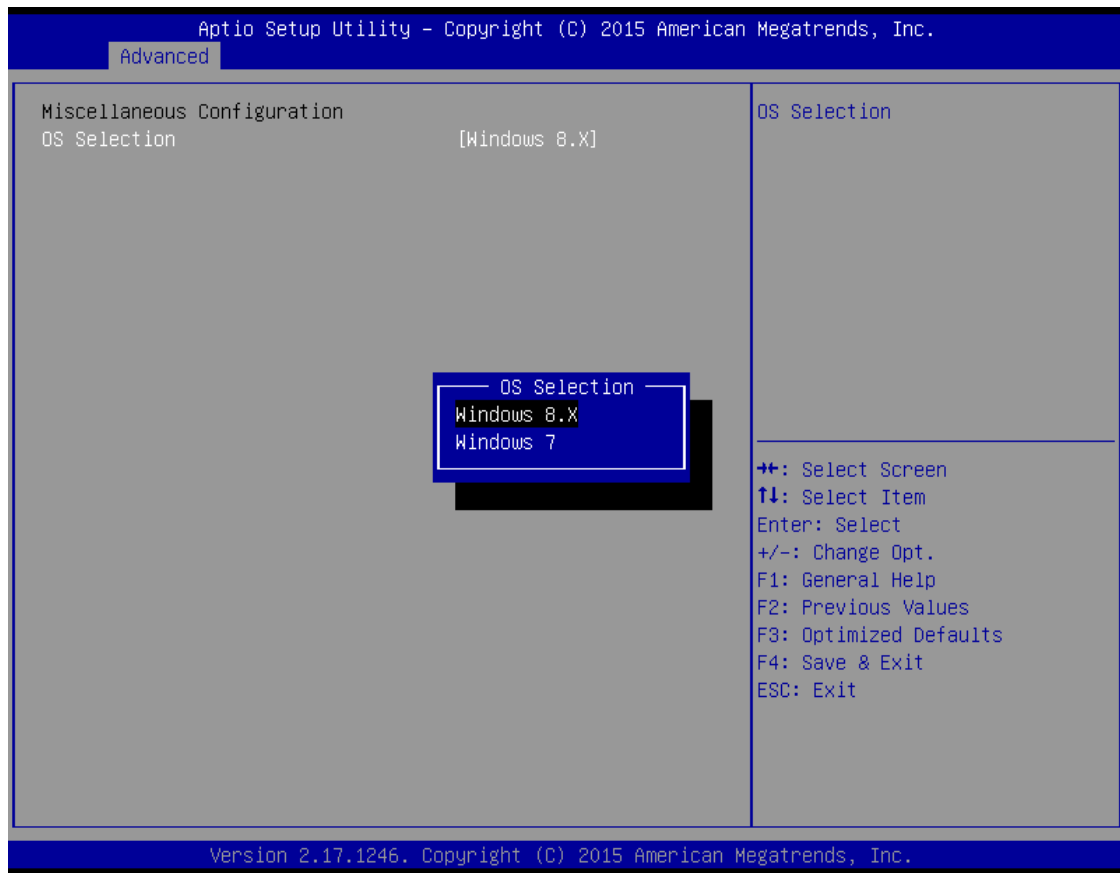 Aptio Setup Utility – Copyright (C) 2015 American Megatrends, Inc.
Advanced
Miscellaneous Configuration
OS Selection [Windows 8.X]
OS Selection
Windows 8.X
Windows 7
OS Selection
→←: Select Screen
↑↓: Select Item
Enter: Select
+/-: Change Opt.
F1: General Help
F2: Previous Values
F3: Optimized Defaults
F4: Save & Exit
ESC: Exit
Version 2.17.1246. Copyright (C) 2015 American Megatrends, Inc.